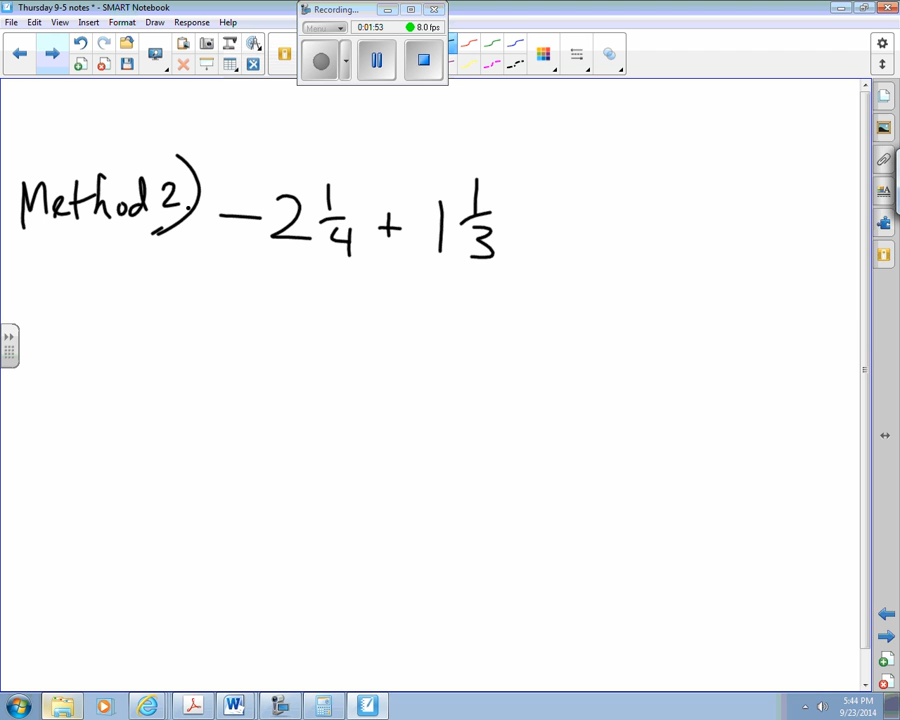 Thursday 9-5 notes * - SMART Notebook
Recording...
File Edit View Insert Format Draw Response Help
Menu 0:01:53 8.0 fps
Method 2.) - 2 1/4 + 1 1/3
5:44 PM
9/23/2014